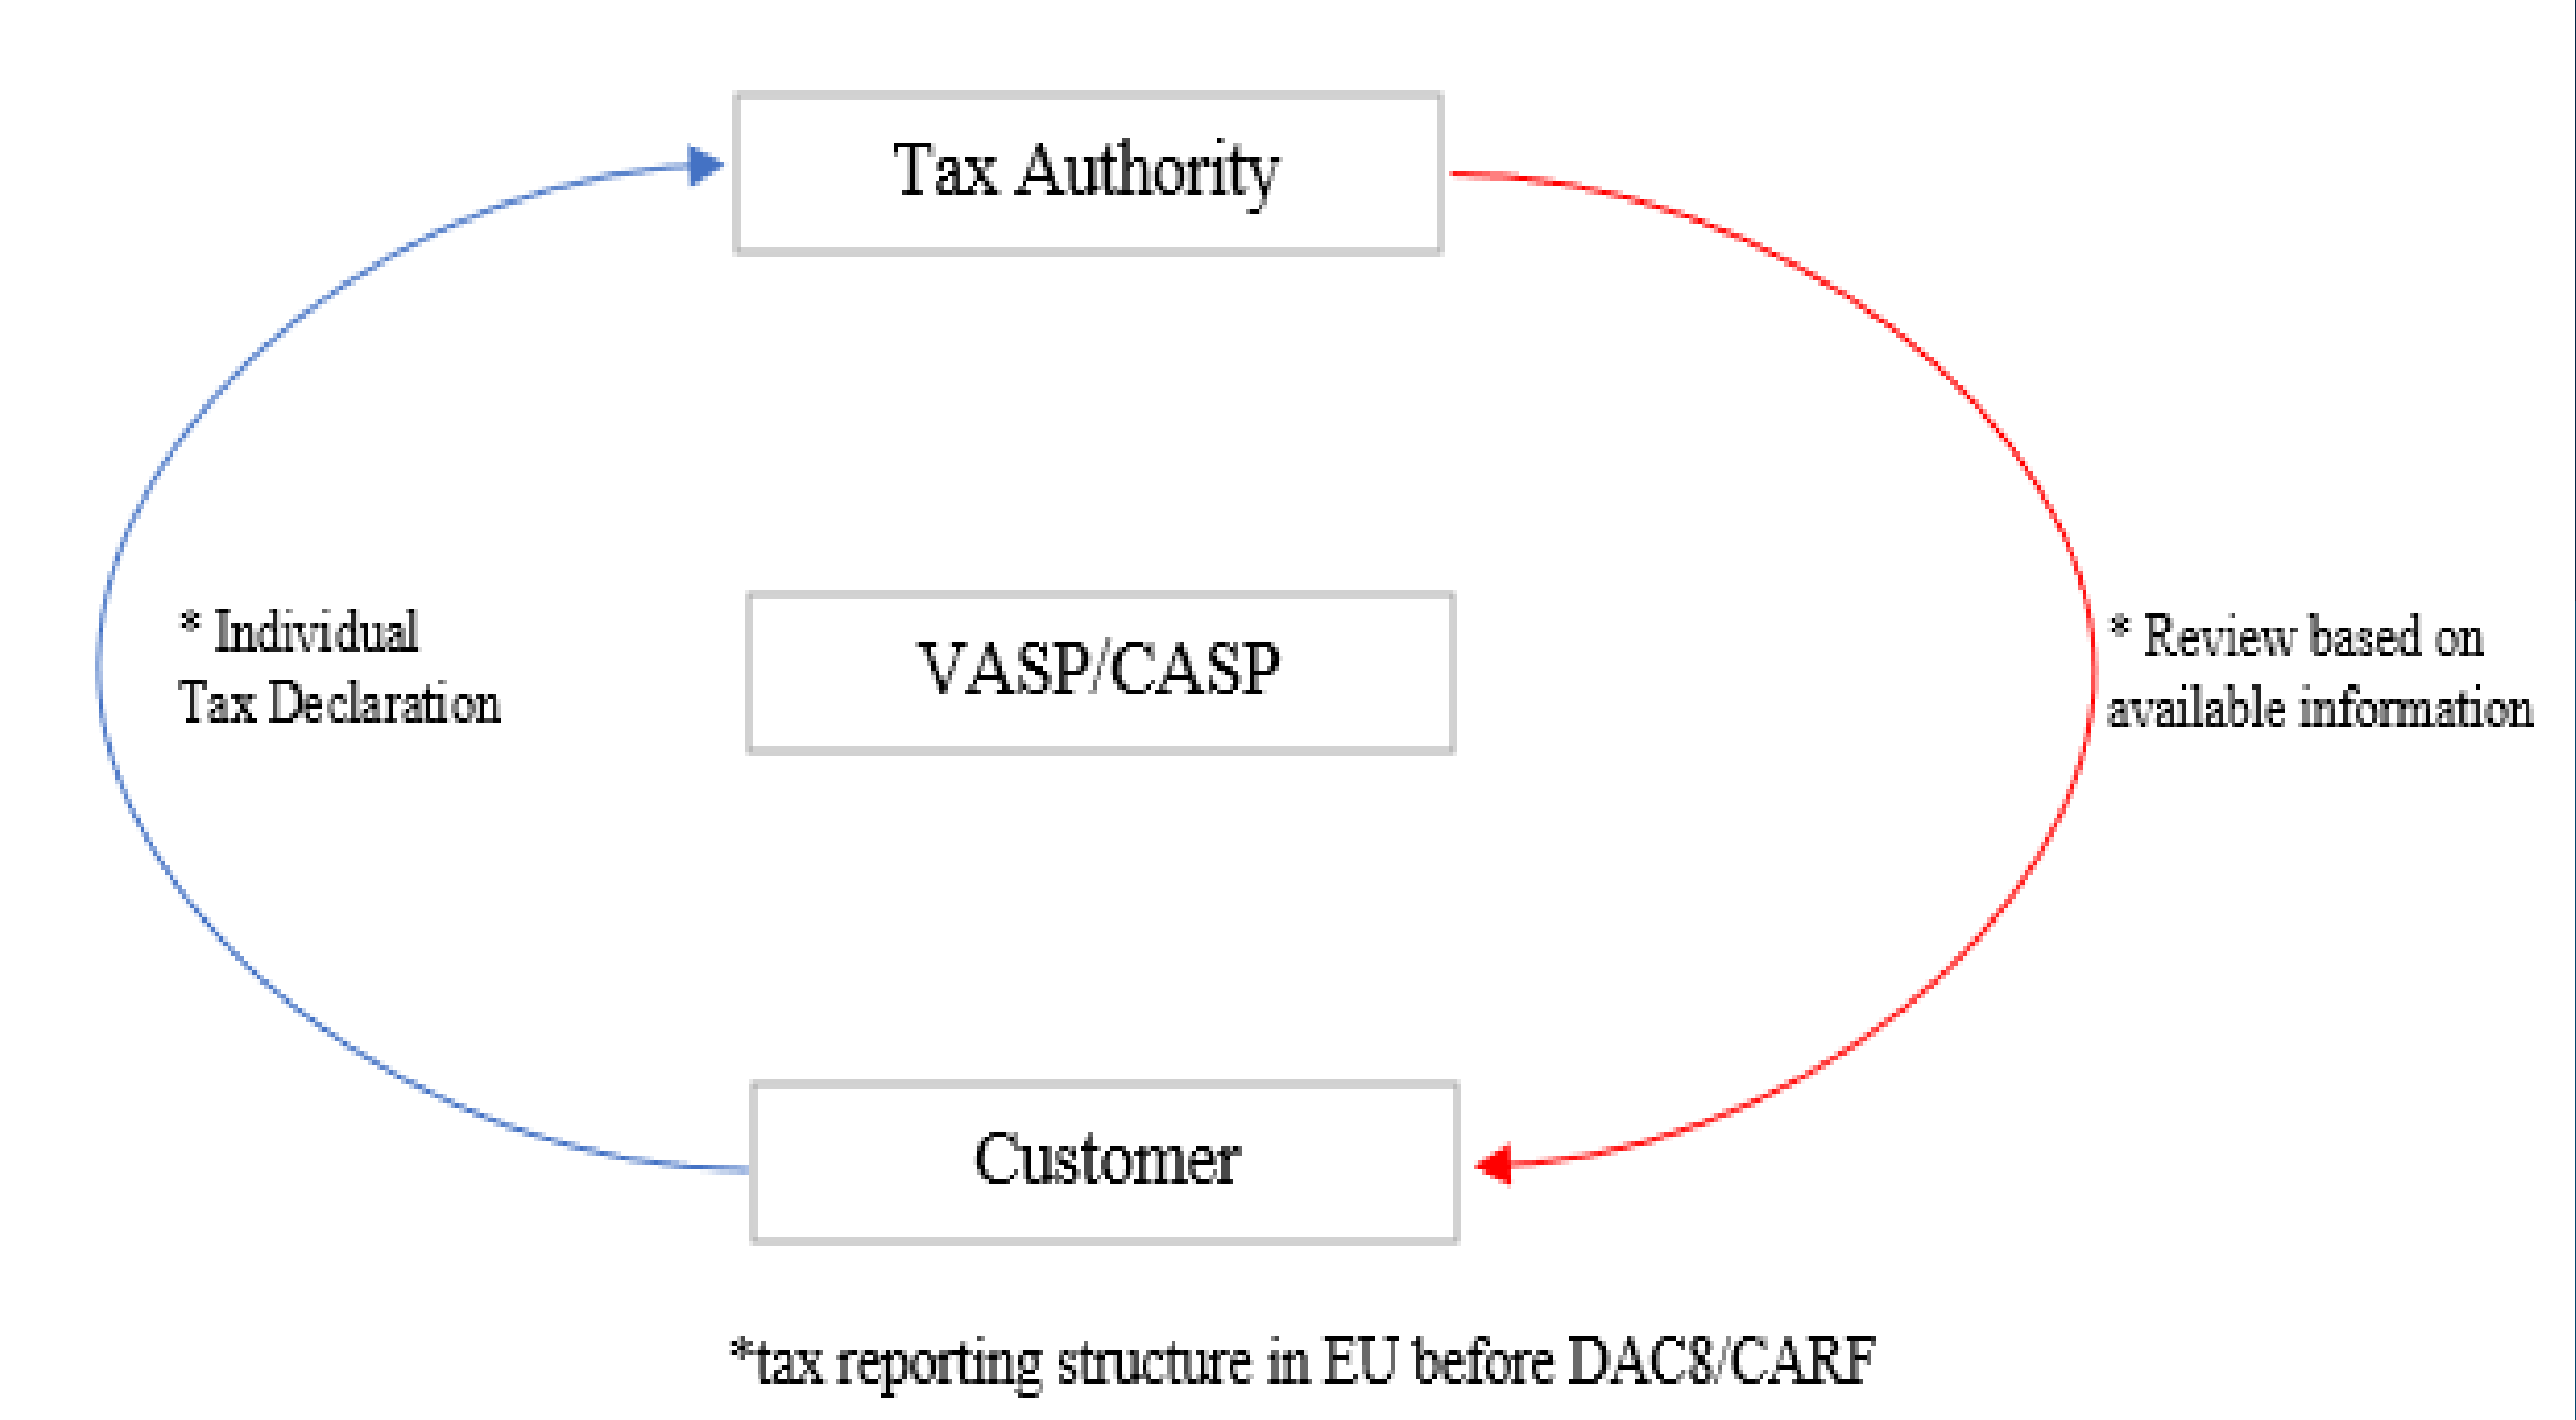 Tax Authority
* Individual
Tax Declaration
VASP/CASP
* Review based on
available information
Customer
*tax reporting structure in EU before DAC8/CARF